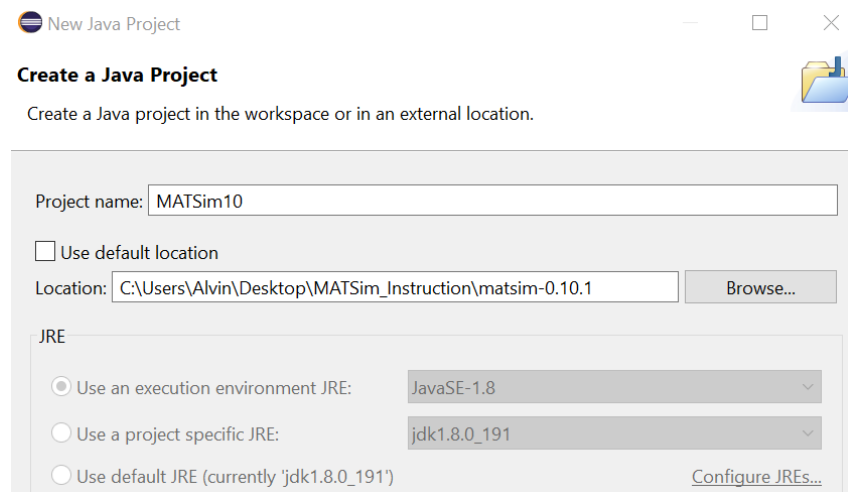 New Java Project
Create a Java Project
Create a Java project in the workspace or in an external location.
Project name: MATSim10
Use default location
Location: C:\Users\Alvin\Desktop\MATSim_Instruction\matsim-0.10.1 Browse...
JRE
Use an execution environment JRE: JavaSE-1.8
Use a project specific JRE: jdk1.8.0_191
Use default JRE (currently 'jdk1.8.0_191') Configure JREs...